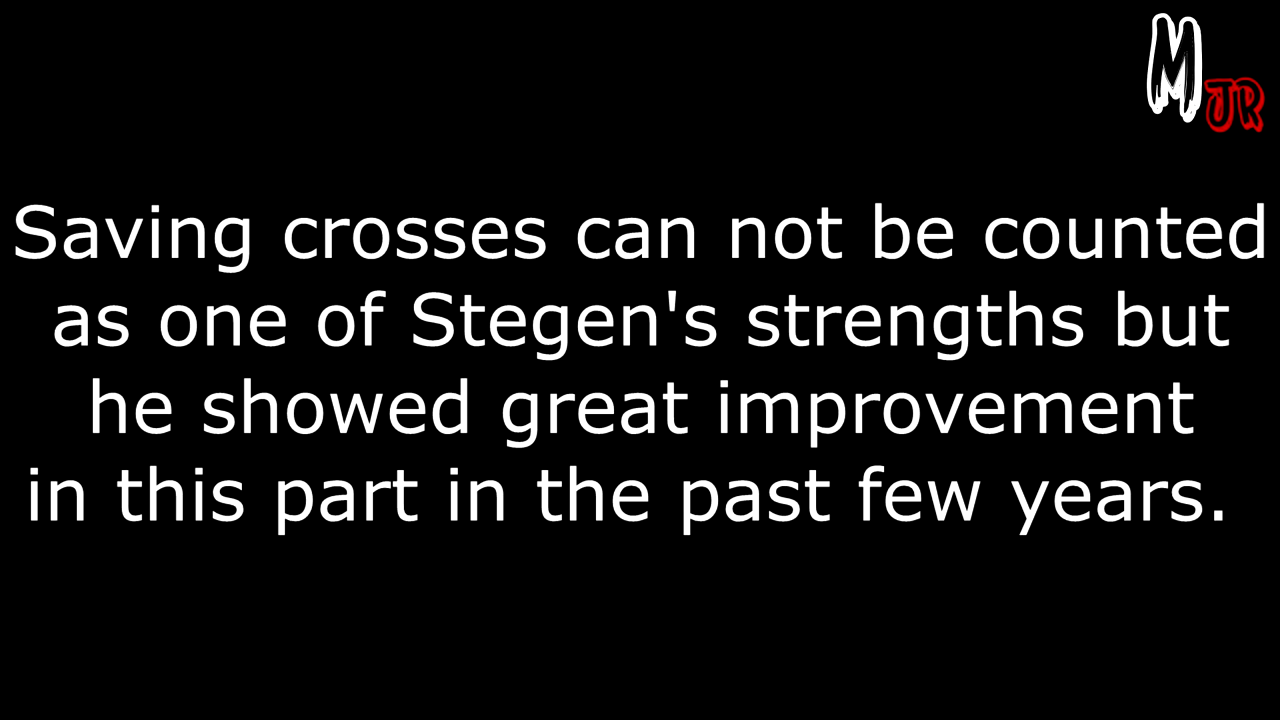 M
JR
Saving crosses can not be counted
as one of Stegen's strengths but
he showed great improvement
in this part in the past few years.